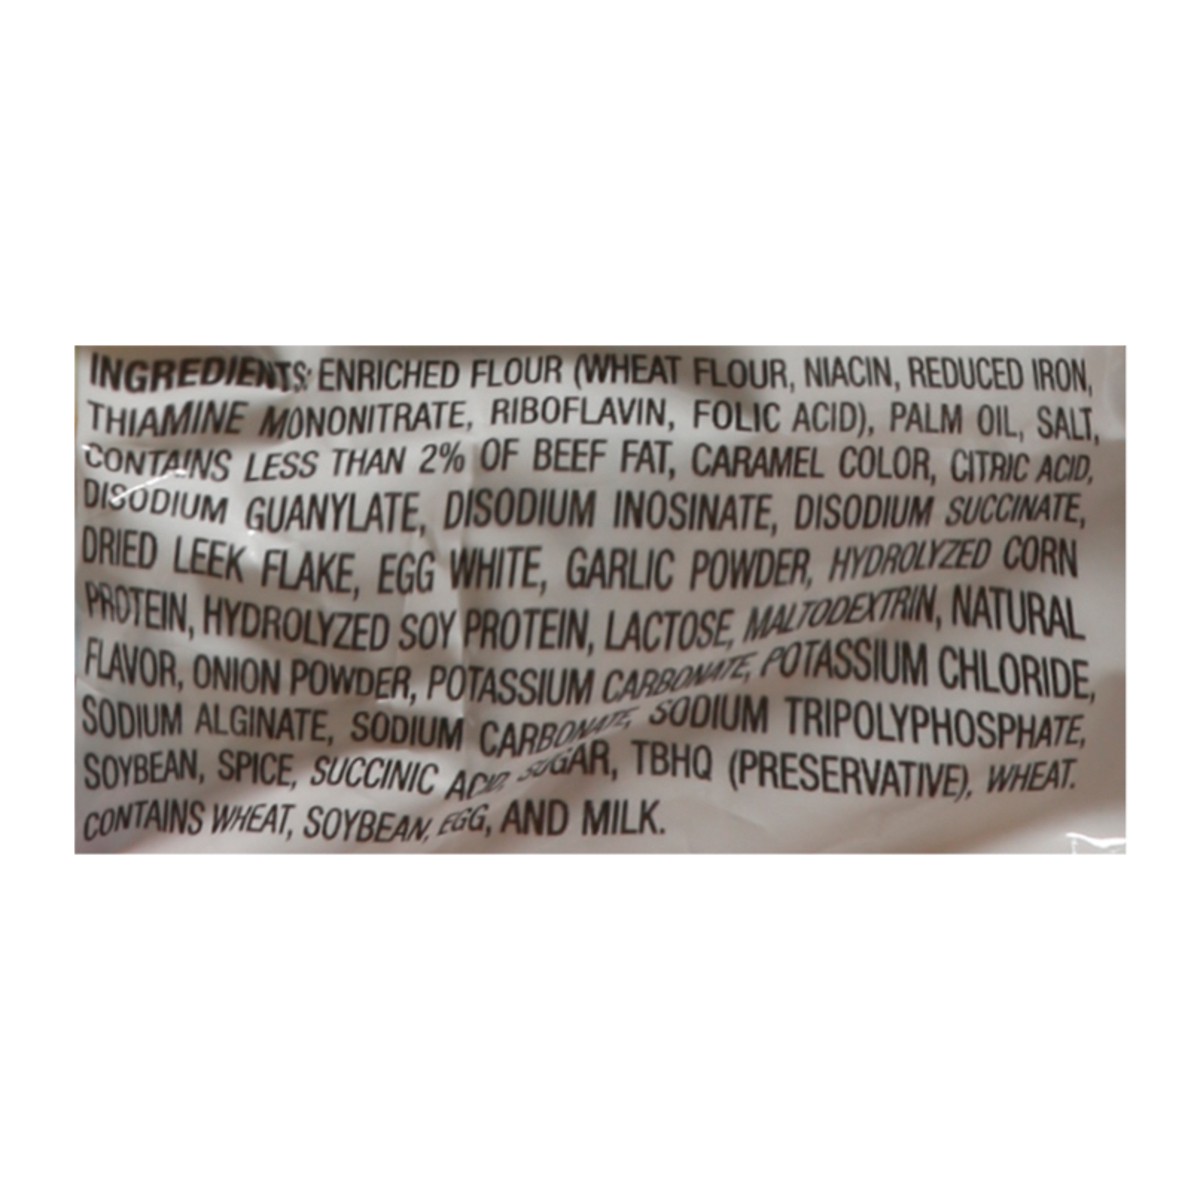 INGREDIENTS: ENRICHED FLOUR (WHEAT FLOUR, NIACIN, REDUCED IRON,
THIAMINE MONONITRATE, RIBOFLAVIN, FOLIC ACID), PALM OIL, SALT,
CONTAINS LESS THAN 2% OF BEEF FAT, CARAMEL COLOR, CITRIC ACID,
DISODIUM GUANYLATE, DISODIUM INOSINATE, DISODIUM SUCCINATE,
DRIED LEEK FLAKE, EGG WHITE, GARLIC POWDER, HYDROLYZED CORN
PROTEIN, HYDROLYZED SOY PROTEIN, LACTOSE, MALTODEXTRIN, NATURAL
FLAVOR, ONION POWDER, POTASSIUM CARBONATE, POTASSIUM CHLORIDE,
SODIUM ALGINATE, SODIUM CARBONATE, SODIUM TRIPOLYPHOSPHATE,
SOYBEAN, SPICE, SUCCINIC ACID, SUGAR, TBHQ (PRESERVATIVE), WHEAT.
CONTAINS WHEAT, SOYBEAN, EGG, AND MILK.